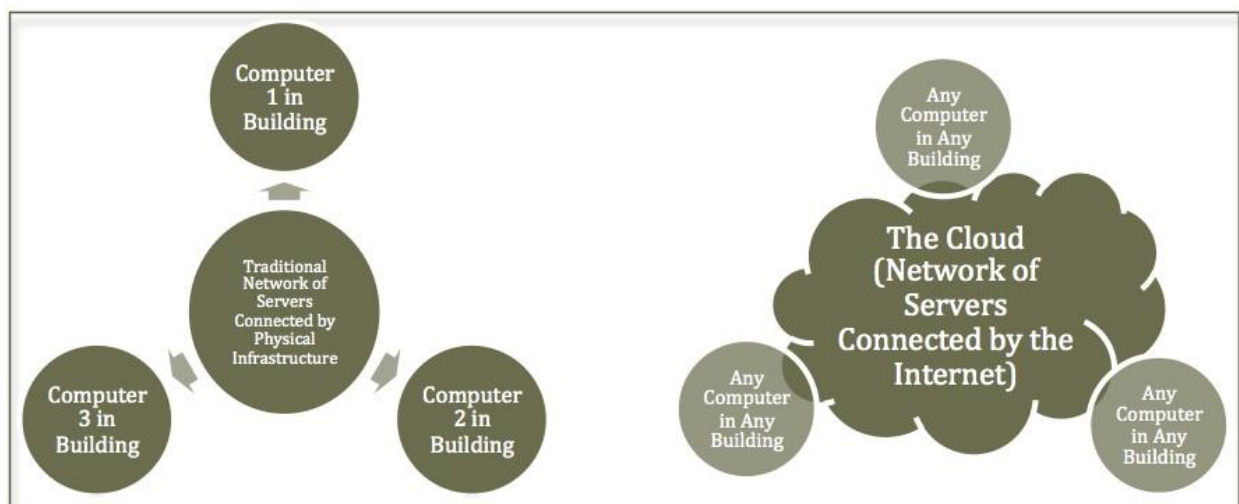 Computer
1 in
Building
Traditional
Network of
Servers
Connected by
Physical
Infrastructure
Computer
3 in
Building
Computer
2 in
Building
Any
Computer
in Any
Building
The Cloud
(Network of
Servers
Connected by the
Internet)
Any
Computer
in Any
Building
Any
Computer
in Any
Building